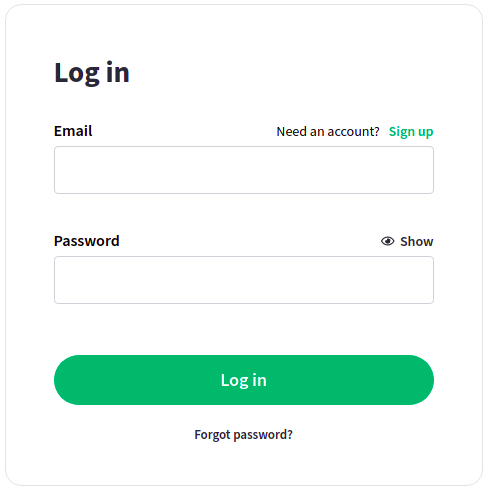 Log in
Email Need an account? Sign up
Password Show
Log in
Forgot password?